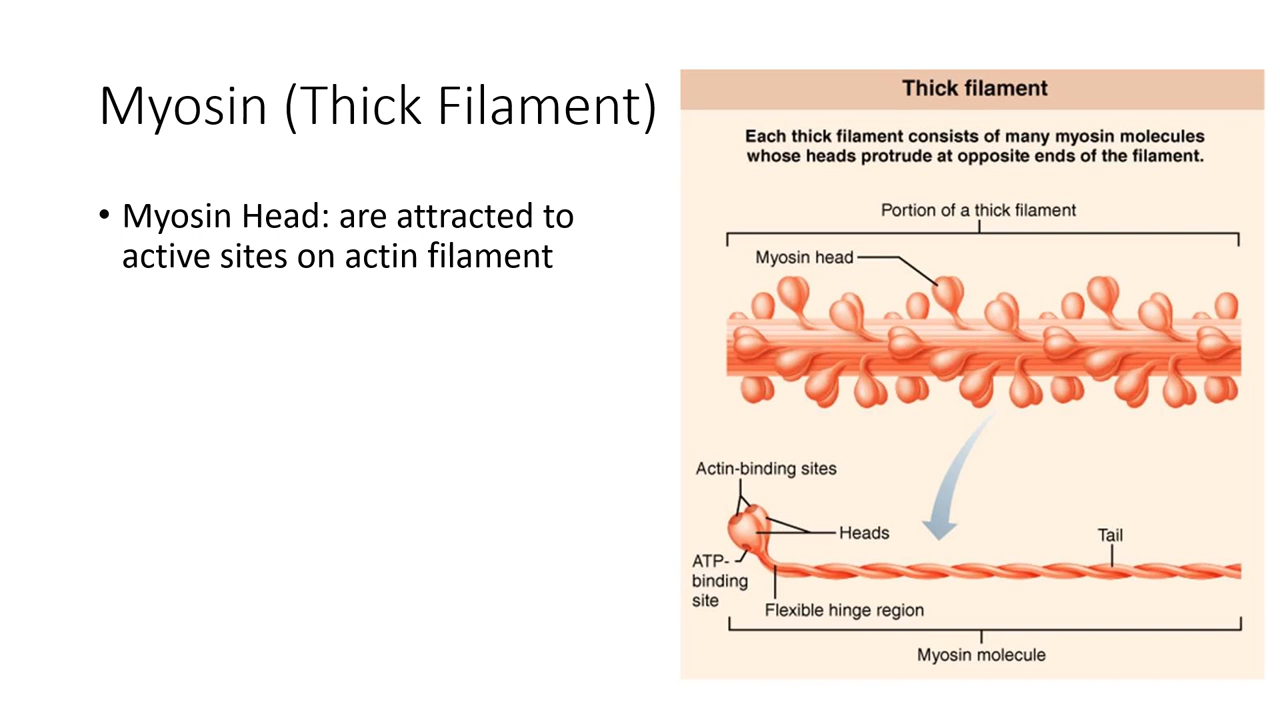 Myosin (Thick Filament)
• Myosin Head: are attracted to
active sites on actin filament
Thick filament
Each thick filament consists of many myosin molecules
whose heads protrude at opposite ends of the filament.
Portion of a thick filament
Myosin head
Actin-binding sites
Heads
Tail
ATP-
binding
site
Flexible hinge region
Myosin molecule